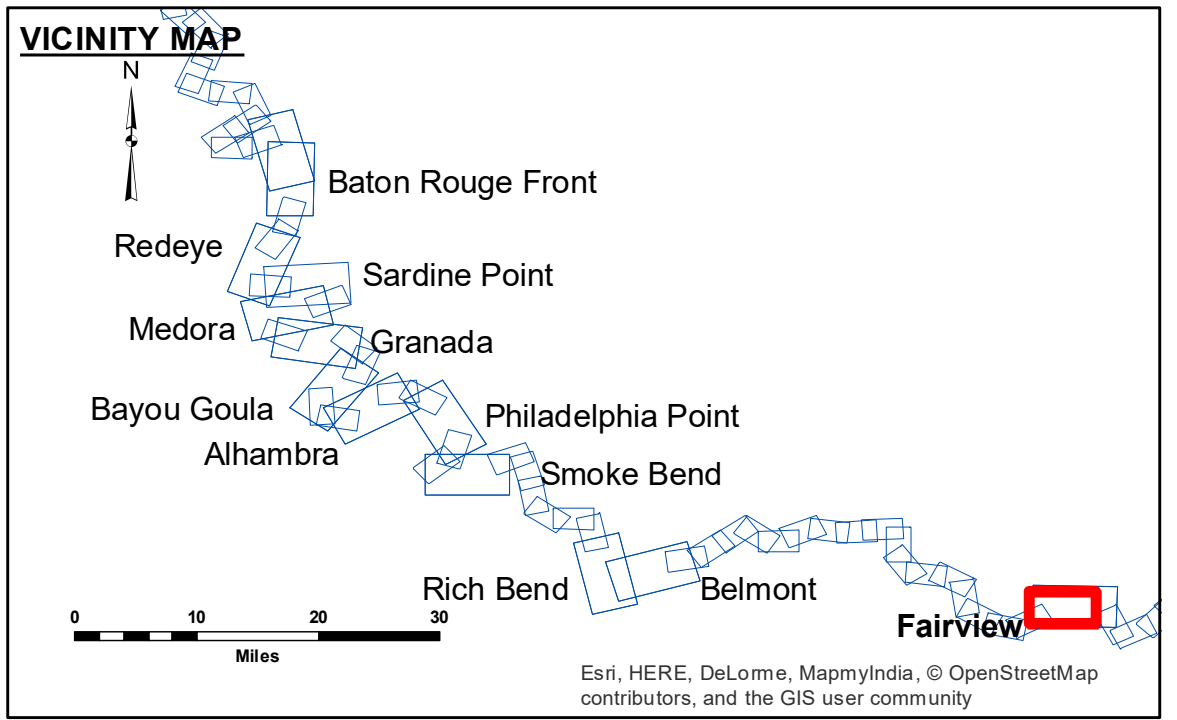 VICINITY MAP
N
Baton Rouge Front
Redeye
Sardine Point
Medora
Granada
Bayou Goula
Philadelphia Point
Alhambra
Smoke Bend
Rich Bend
Belmont
Fairview
0 10 20 30
Miles
Esri, HERE, DeLorme, MapmyIndia, © OpenStreetMap
contributors, and the GIS user community